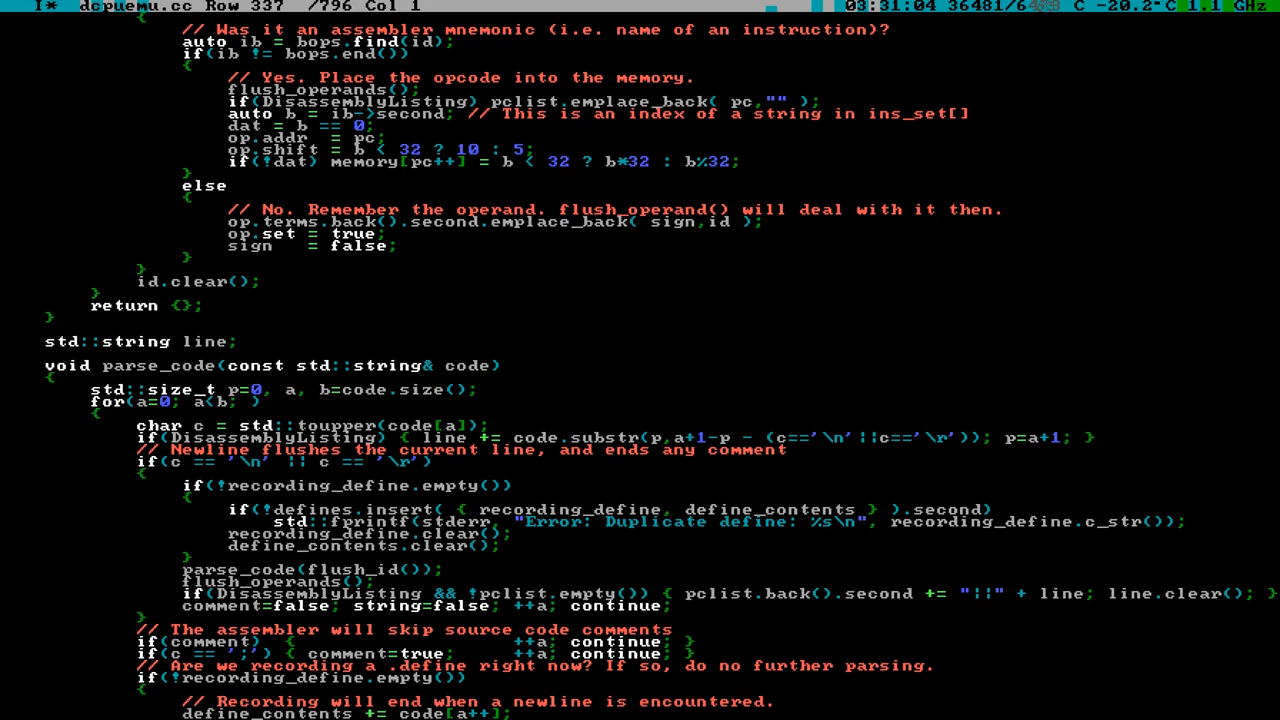 I* dcpuemu.cc Row 337 /796 Col 1 03:31:04 36481/6 C -20.2°C 1.1 GHz
{
// Was it an assembler mnemonic (i.e. name of an instruction)?
auto ib = bops.find(id);
if(ib != bops.end())
{
// Yes. Place the opcode into the memory.
flush_operands();
if(DisassemblyListing) pclist.emplace_back( pc,"" );
auto b = ib->second; // This is an index of a string in ins_set[]
dat = b == 0;
op.addr = pc;
op.shift = b < 32 ? 10 : 5;
if(!dat) memory[pc++] = b < 32 ? b*32 : b%32;
}
else
{
// No. Remember the operand. flush_operand() will deal with it then.
op.terms.back().second.emplace_back( sign,id );
op.set = true;
sign = false;
}
}
id.clear();
}
return {};
}
std::string line;
void parse_code(const std::string& code)
{
std::size_t p=0, a, b=code.size();
for(a=0; a<b; )
{
char c = std::toupper(code[a]);
if(DisassemblyListing) { line += code.substr(p,a+1-p - (c=='\n'||c=='\r')); p=a+1; }
// Newline flushes the current line, and ends any comment
if(c == '\n' || c == '\r')
{
if(!recording_define.empty())
{
if(!defines.insert( { recording_define, define_contents } ).second)
std::fprintf(stderr, "Error: Duplicate define: %s\n", recording_define.c_str());
recording_define.clear();
define_contents.clear();
}
parse_code(flush_id());
flush_operands();
if(DisassemblyListing && !pclist.empty()) { pclist.back().second += "||" + line; line.clear(); }
comment=false; string=false; ++a; continue;
}
// The assembler will skip source code comments
if(comment) { ++a; continue; }
if(c == ';') { comment=true; ++a; continue; }
// Are we recording a .define right now? If so, do no further parsing.
if(!recording_define.empty())
{
// Recording will end when a newline is encountered.
define_contents += code[a++];